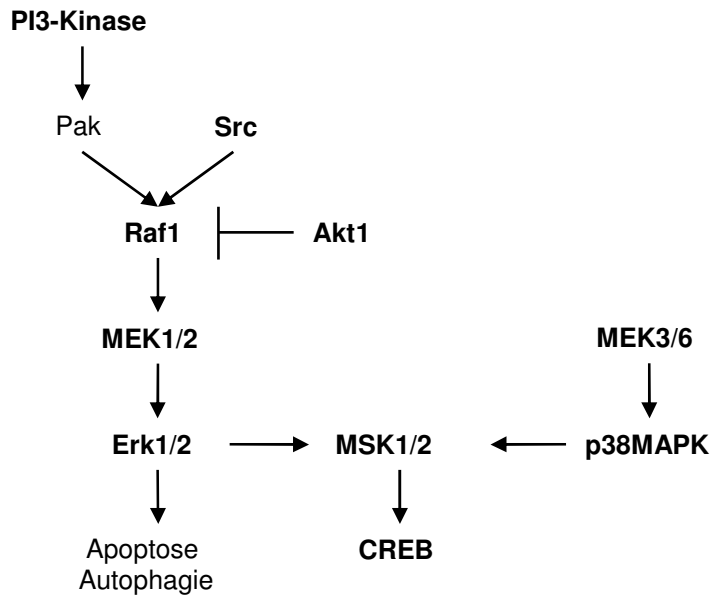 PI3-Kinase
Pak
Src
Raf1
Akt1
MEK1/2
MEK3/6
Erk1/2
MSK1/2
p38MAPK
Apoptose
Autophagie
CREB